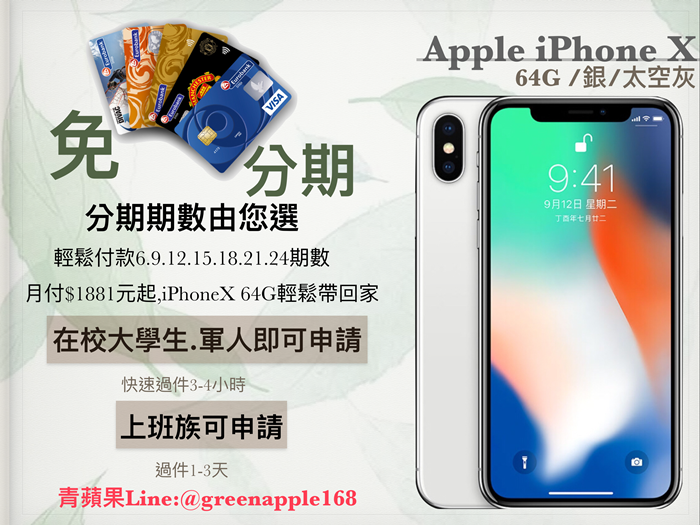 Apple iPhone X
64G /銀/太空灰
Eurobank
VISA
免
分期
分期期數由您選
輕鬆付款6.9.12.15.18.21.24期數
月付$1881元起,iPhoneX 64G輕鬆帶回家
在校大學生.軍人即可申請
快速過件3-4小時
上班族可申請
過件1-3天
青蘋果Line:@greenapple168
9:41
9月12日 星期二
丁酉年七月廿二